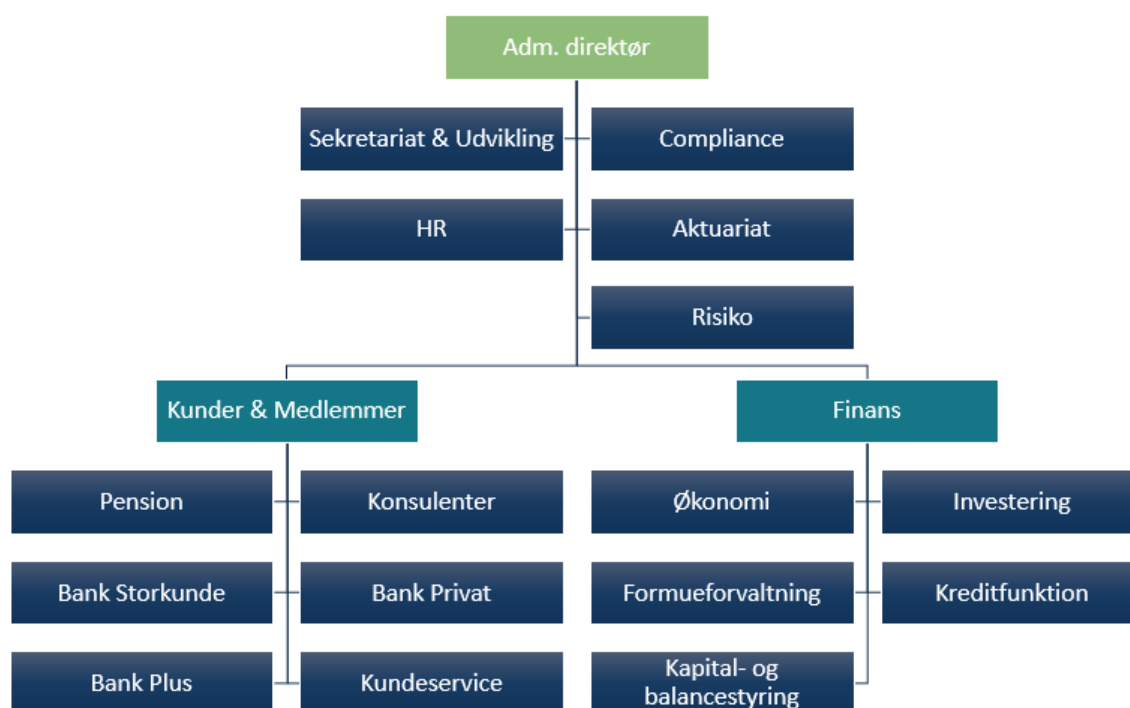 Adm. direktør
Sekretariat & Udvikling
Compliance
HR
Aktuariat
Risiko
Kunder & Medlemmer
Finans
Pension
Konsulenter
Økonomi
Investering
Bank Storkunde
Bank Privat
Formueforvaltning
Kreditfunktion
Bank Plus
Kundeservice
Kapital- og
balancestyring